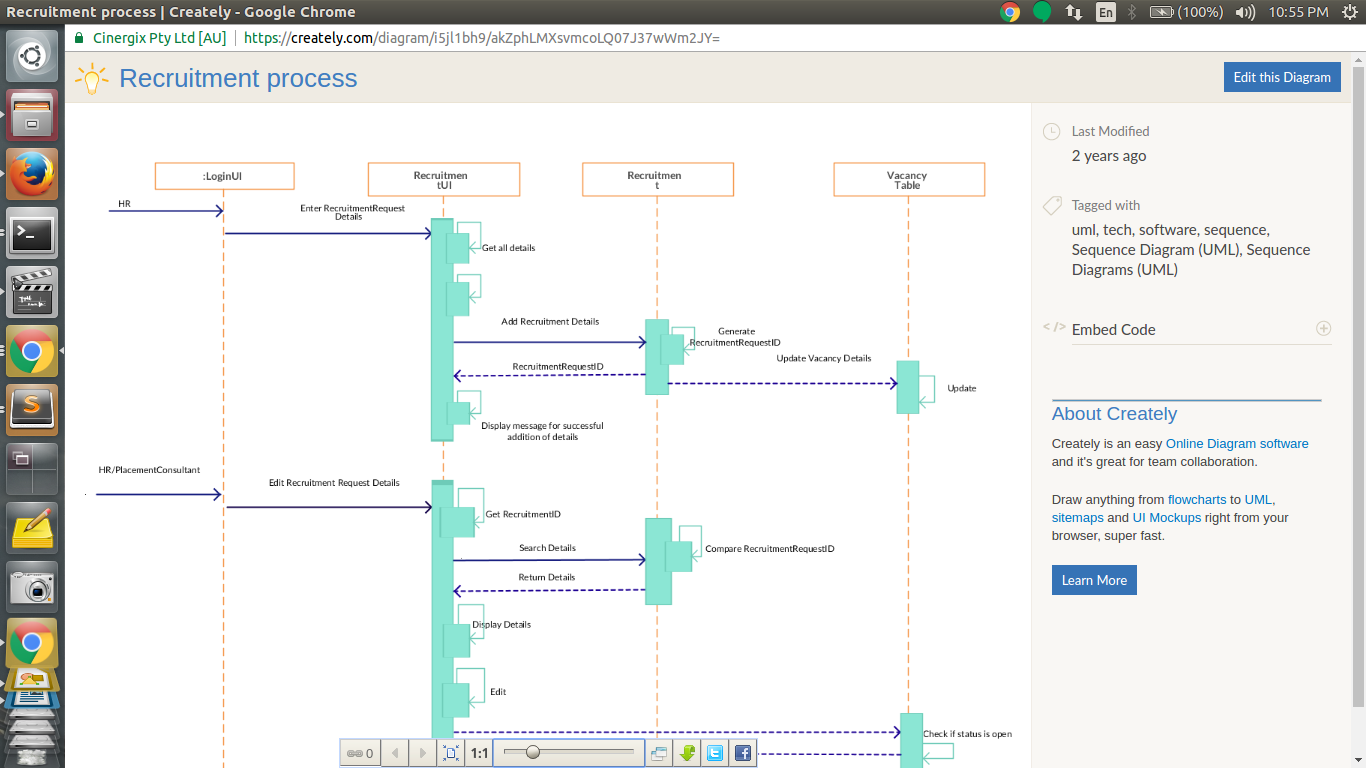 Recruitment process | Creately - Google Chrome
En
(100%)
10:55 PM
Cinergix Pty Ltd [AU]
https://creately.com/diagram/i5jl1bh9/akZphLMXsvmcoLQ07J37wWm2JY=
Recruitment process
Edit this Diagram
:LoginUI
Recruitmen
tUI
Recruitmen
t
Vacancy
Table
HR
Enter RecruitmentRequest
Details
Get all details
Add Recruitment Details
Generate
RecruitmentRequestID
RecruitmentRequestID
Update Vacancy Details
Update
Display message for successful
addition of details
HR/PlacementConsultant
Edit Recruitment Request Details
Get RecruitmentID
Search Details
Compare RecruitmentRequestID
Return Details
Display Details
Edit
Check if status is open
0
1:1
Last Modified
2 years ago
Tagged with
uml, tech, software, sequence,
Sequence Diagram (UML), Sequence
Diagrams (UML)
</> Embed Code
About Creately
Creately is an easy Online Diagram software
and it's great for team collaboration.
Draw anything from flowcharts to UML,
sitemaps and UI Mockups right from your
browser, super fast.
Learn More